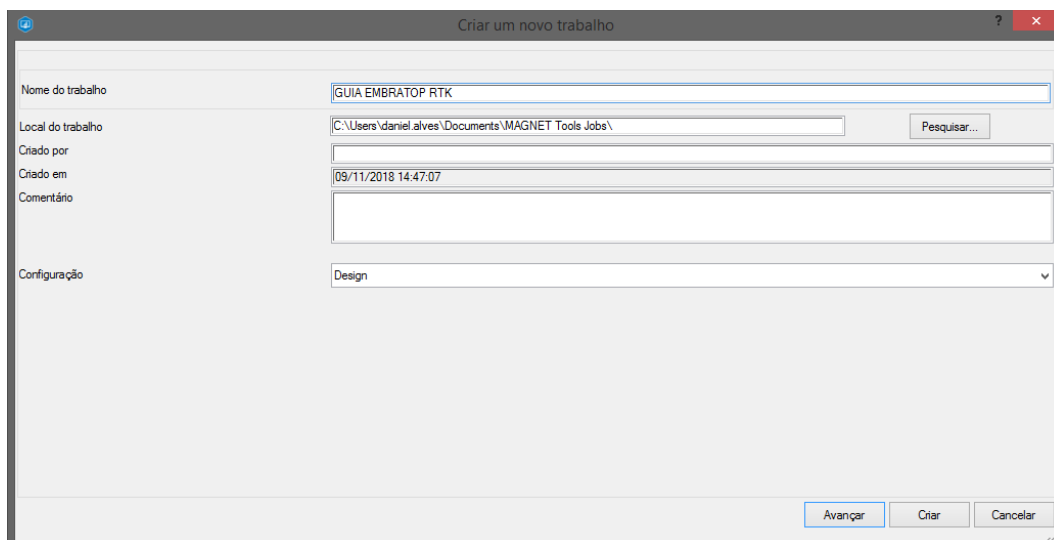 Criar um novo trabalho
?
Nome do trabalho GUIA EMBRATOP RTK
Local do trabalho C:\Users\daniel.alves\Documents\MAGNET Tools Jobs\ Pesquisar...
Criado por
Criado em 09/11/2018 14:47:07
Comentário
Configuração Design
Avançar Criar Cancelar